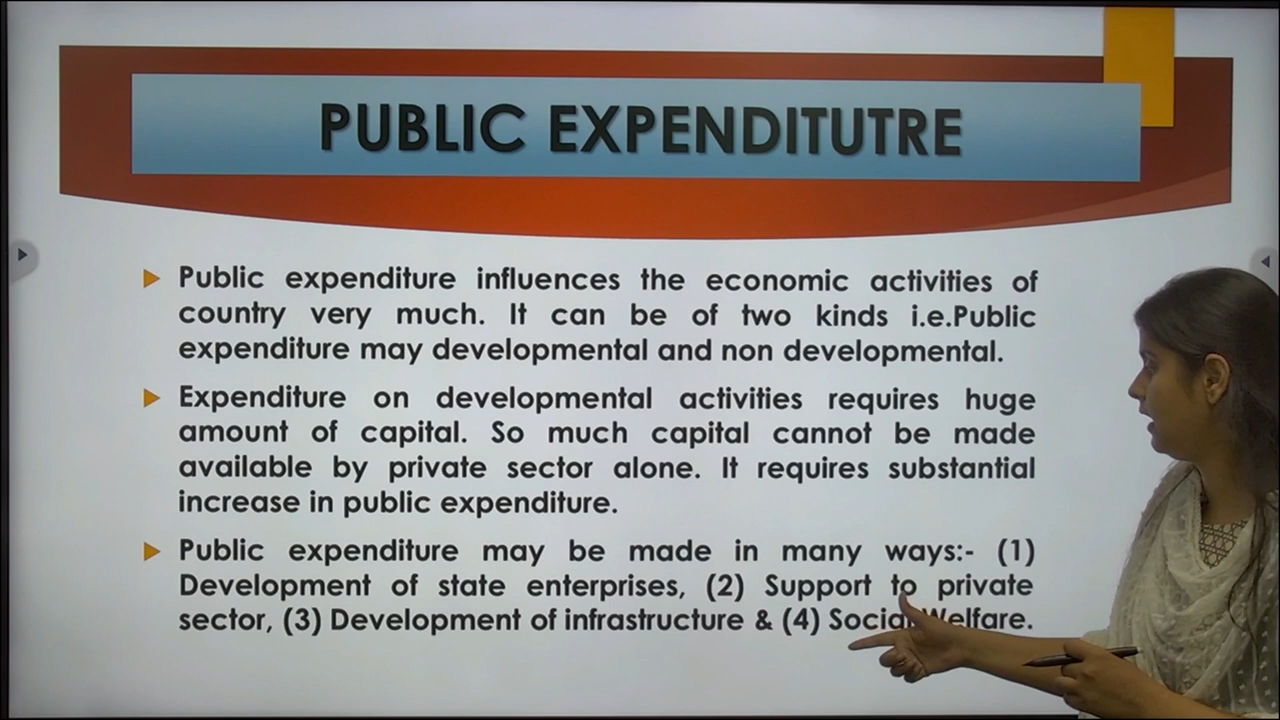 PUBLIC EXPENDITUTRE
Public expenditure influences the economic activities of
country very much. It can be of two kinds i.e.Public
expenditure may developmental and non developmental.
Expenditure on developmental activities requires huge
amount of capital. So much capital cannot be made
available by private sector alone. It requires substantial
increase in public expenditure.
Public expenditure may be made in many ways:- (1)
Development of state enterprises, (2) Support to private
sector, (3) Development of infrastructure & (4) Social Welfare.